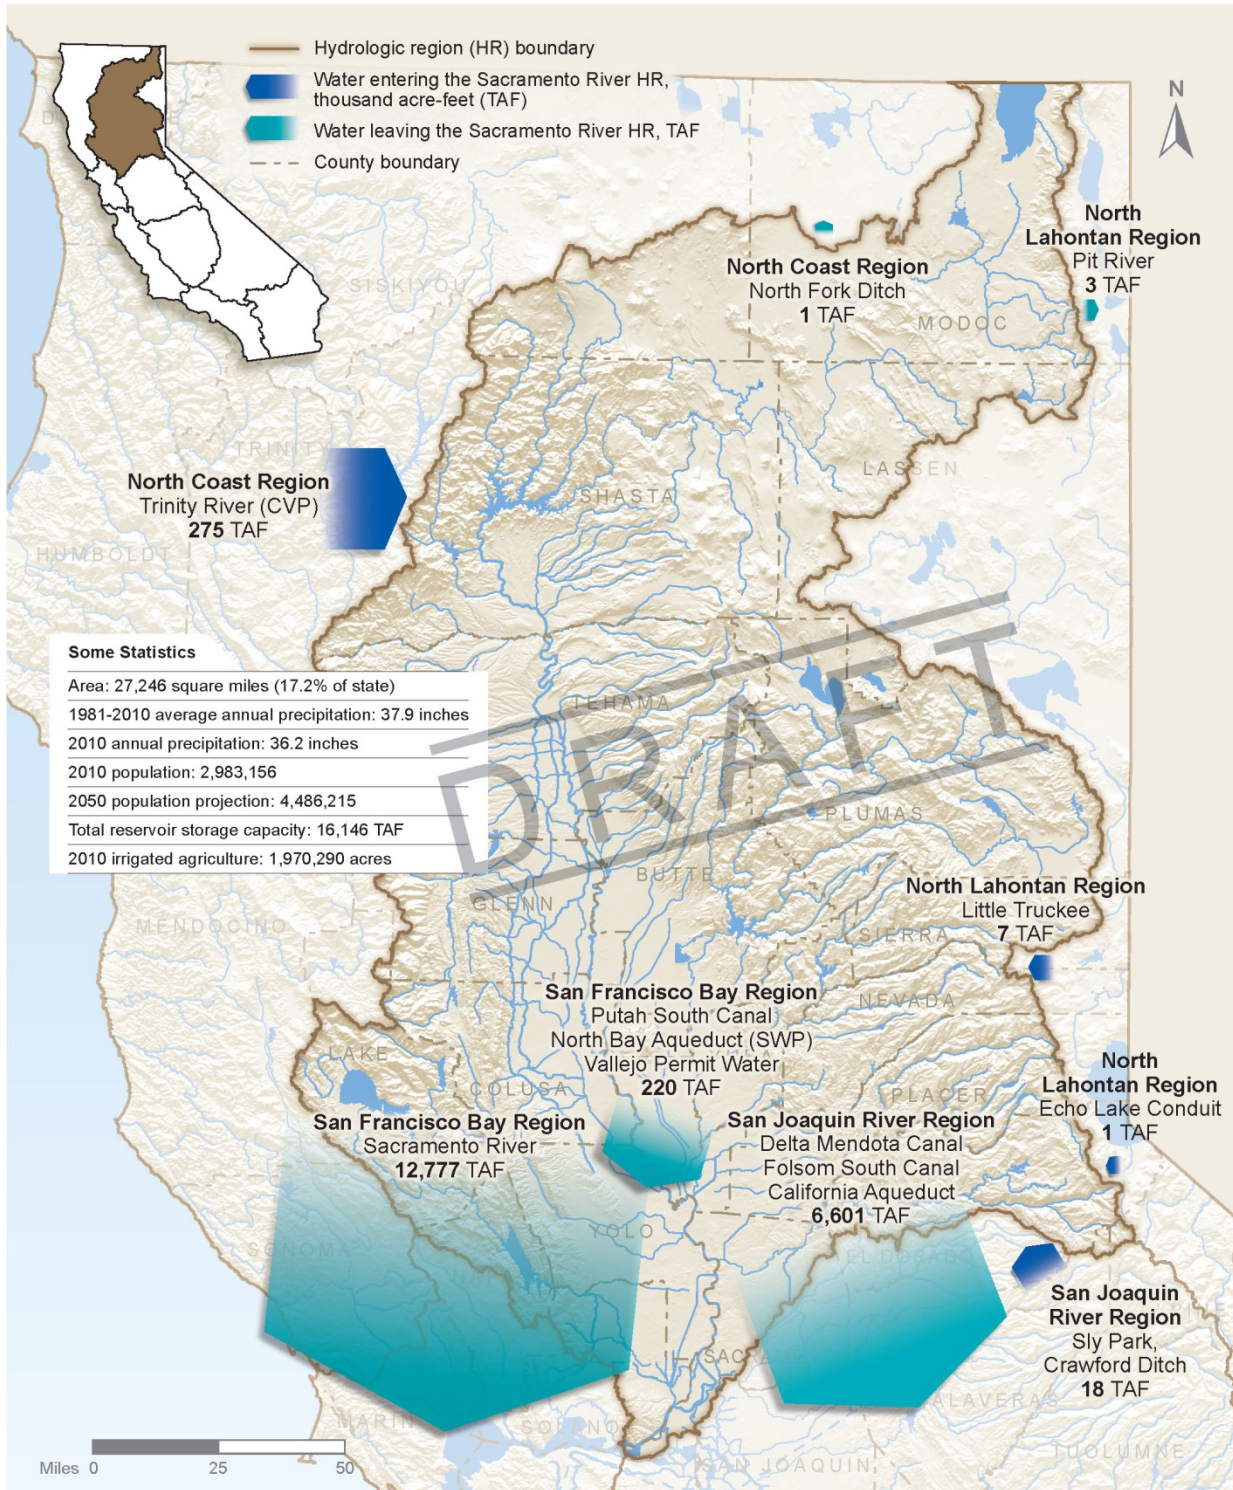 Hydrologic region (HR) boundary
Water entering the Sacramento River HR,
thousand acre-feet (TAF)
Water leaving the Sacramento River HR, TAF
County boundary
N
North
Lahontan Region
Pit River
3 TAF
North Coast Region
North Fork Ditch
1 TAF
MODOC
SISKIYOU
TRINITY
LASSEN
North Coast Region
Trinity River (CVP)
275 TAF
SHASTA
HUMBOLDT
Some Statistics
Area: 27,246 square miles (17.2% of state)
1981-2010 average annual precipitation: 37.9 inches
2010 annual precipitation: 36.2 inches
2010 population: 2,983,156
2050 population projection: 4,486,215
Total reservoir storage capacity: 16,146 TAF
2010 irrigated agriculture: 1,970,290 acres
TEHAMA
DRAFT
PLUMAS
BUTTE
GLENN
MENDOCINO
North Lahontan Region
Little Truckee
7 TAF
SIERRA
NEVADA
San Francisco Bay Region
Putah South Canal
North Bay Aqueduct (SWP)
Vallejo Permit Water
220 TAF
LAKE
COLUSA
PLACER
North
Lahontan Region
Echo Lake Conduit
1 TAF
San Francisco Bay Region
Sacramento River
12,777 TAF
San Joaquin River Region
Delta Mendota Canal
Folsom South Canal
California Aqueduct
6,601 TAF
YOLO
SONOMA
EL DORADO
San Joaquin
River Region
Sly Park,
Crawford Ditch
18 TAF
MARIN
SOLANO
SAN JOAQUIN
TUOLUMNE
Miles 0 25 50